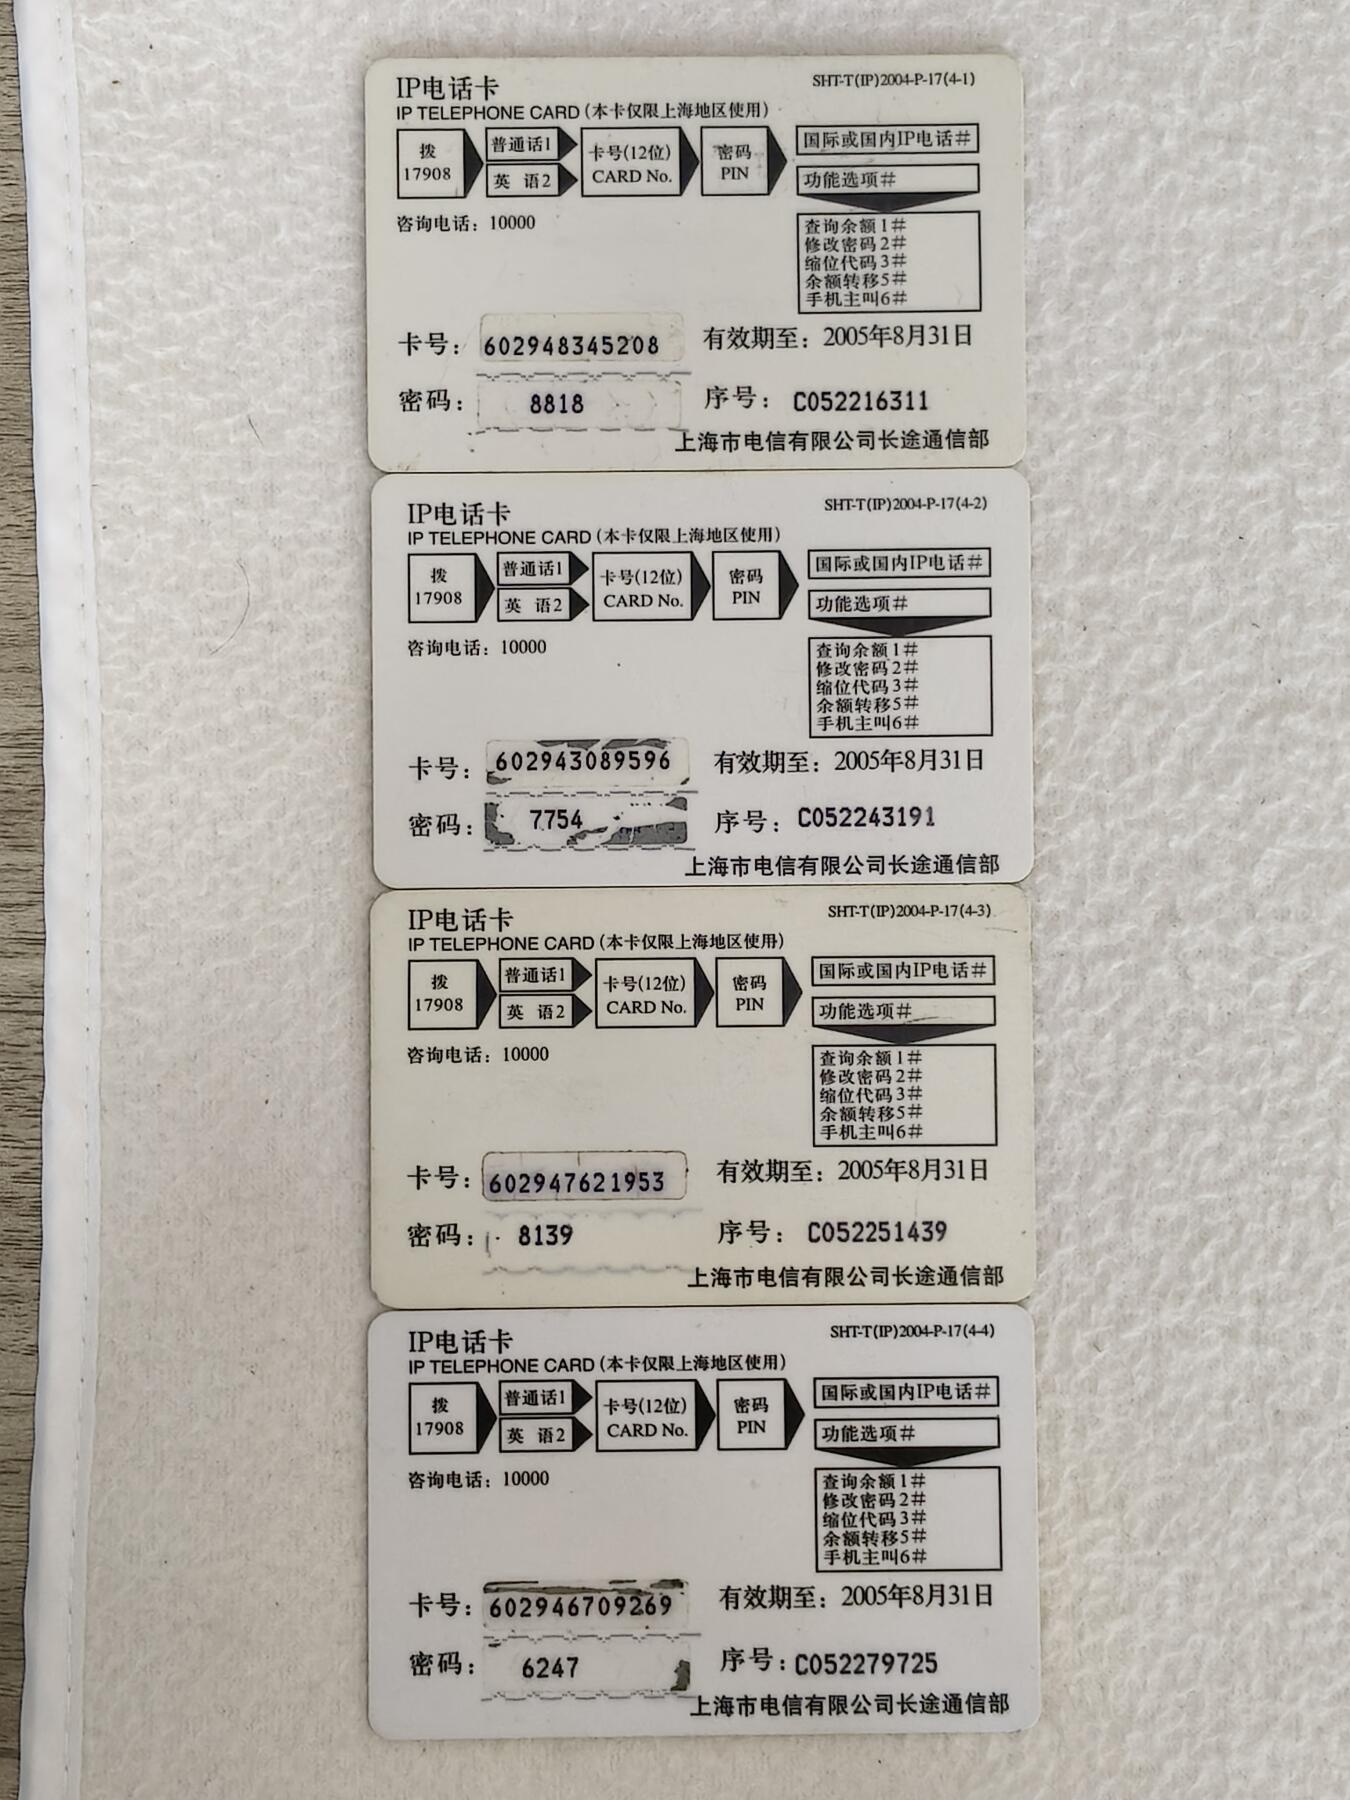 IP电话卡
SHT-T(IP)2004-P-17(4-1)
IP TELEPHONE CARD(本卡仅限上海地区使用)
拨
17908
普通话1
英 语2
卡号(12位)
CARD No.
密码
PIN
国际或国内IP电话#
功能选项#
咨询电话：10000
查询余额1#
修改密码2#
缩位代码3#
余额转移5#
手机主叫6#
卡号：602948345208
有效期至：2005年8月31日
密码：8818
序号：C052216311
上海市电信有限公司长途通信部
IP电话卡
SHT-T(IP)2004-P-17(4-2)
IP TELEPHONE CARD(本卡仅限上海地区使用)
拨
17908
普通话1
英 语2
卡号(12位)
CARD No.
密码
PIN
国际或国内IP电话#
功能选项#
咨询电话：10000
查询余额1#
修改密码2#
缩位代码3#
余额转移5#
手机主叫6#
卡号：602943089596
有效期至：2005年8月31日
密码：7754
序号：C052243191
上海市电信有限公司长途通信部
IP电话卡
SHT-T(IP)2004-P-17(4-3)
IP TELEPHONE CARD(本卡仅限上海地区使用)
拨
17908
普通话1
英 语2
卡号(12位)
CARD No.
密码
PIN
国际或国内IP电话#
功能选项#
咨询电话：10000
查询余额1#
修改密码2#
缩位代码3#
余额转移5#
手机主叫6#
卡号：602947621953
有效期至：2005年8月31日
密码：8139
序号：C052251439
上海市电信有限公司长途通信部
IP电话卡
SHT-T(IP)2004-P-17(4-4)
IP TELEPHONE CARD(本卡仅限上海地区使用)
拨
17908
普通话1
英 语2
卡号(12位)
CARD No.
密码
PIN
国际或国内IP电话#
功能选项#
咨询电话：10000
查询余额1#
修改密码2#
缩位代码3#
余额转移5#
手机主叫6#
卡号：602946709269
有效期至：2005年8月31日
密码：6247
序号：C052279725
上海市电信有限公司长途通信部